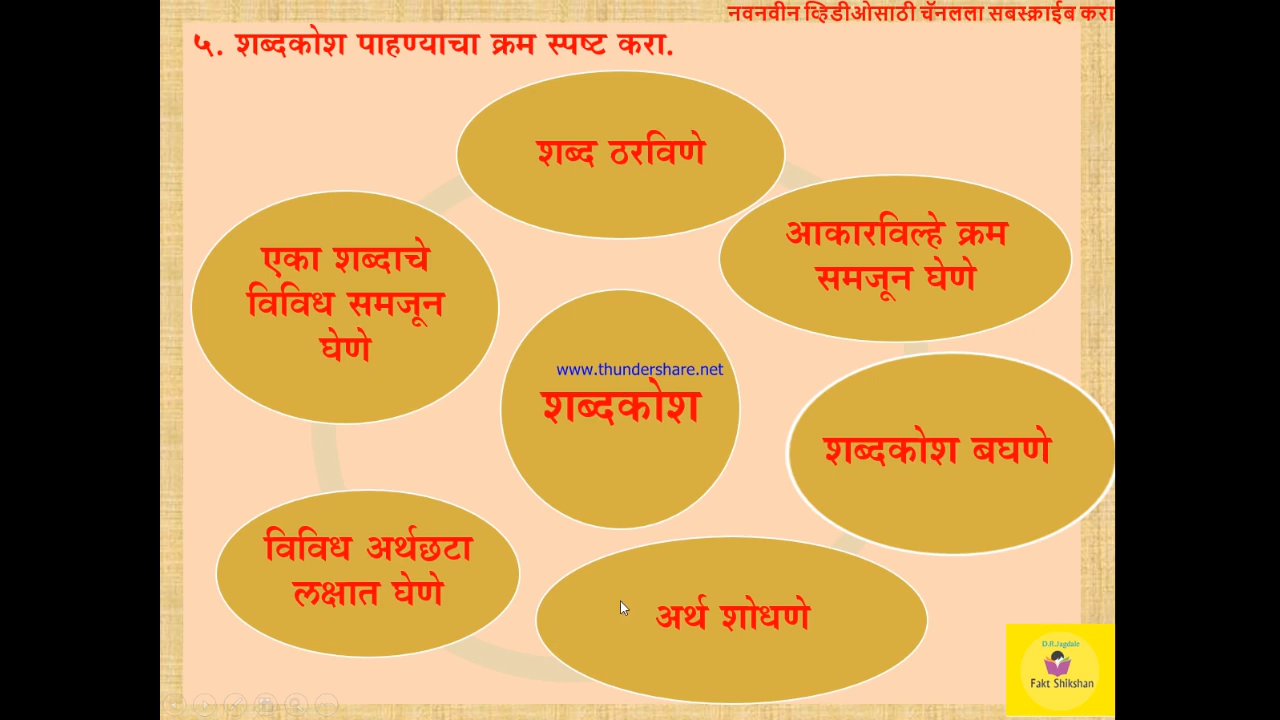 नवनवीन व्हिडीओसाठी चॅनलला सबस्क्राईब करा
५. शब्दकोश पाहण्याचा क्रम स्पष्ट करा.
शब्द ठरविणे
आकारविल्हे क्रम
समजून घेणे
शब्दकोश बघणे
अर्थ शोधणे
विविध अर्थछटा
लक्षात घेणे
एका शब्दाचे
विविध समजून
घेणे
www.thundershare.net
शब्दकोश
D.R.Jagdale
Fakt Shikshan